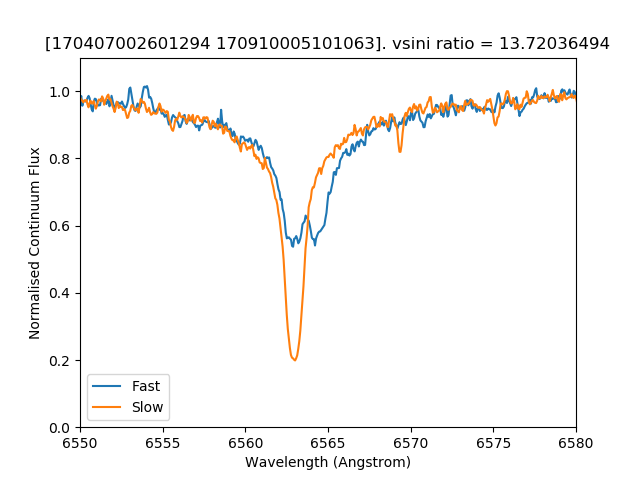 [170407002601294 170910005101063]. vsini ratio = 13.72036494
Normalised Continuum Flux
1.0
0.8
0.6
0.4
0.2
0.0
Fast
Slow
6550 6555 6560 6565 6570 6575 6580
Wavelength (Angstrom)